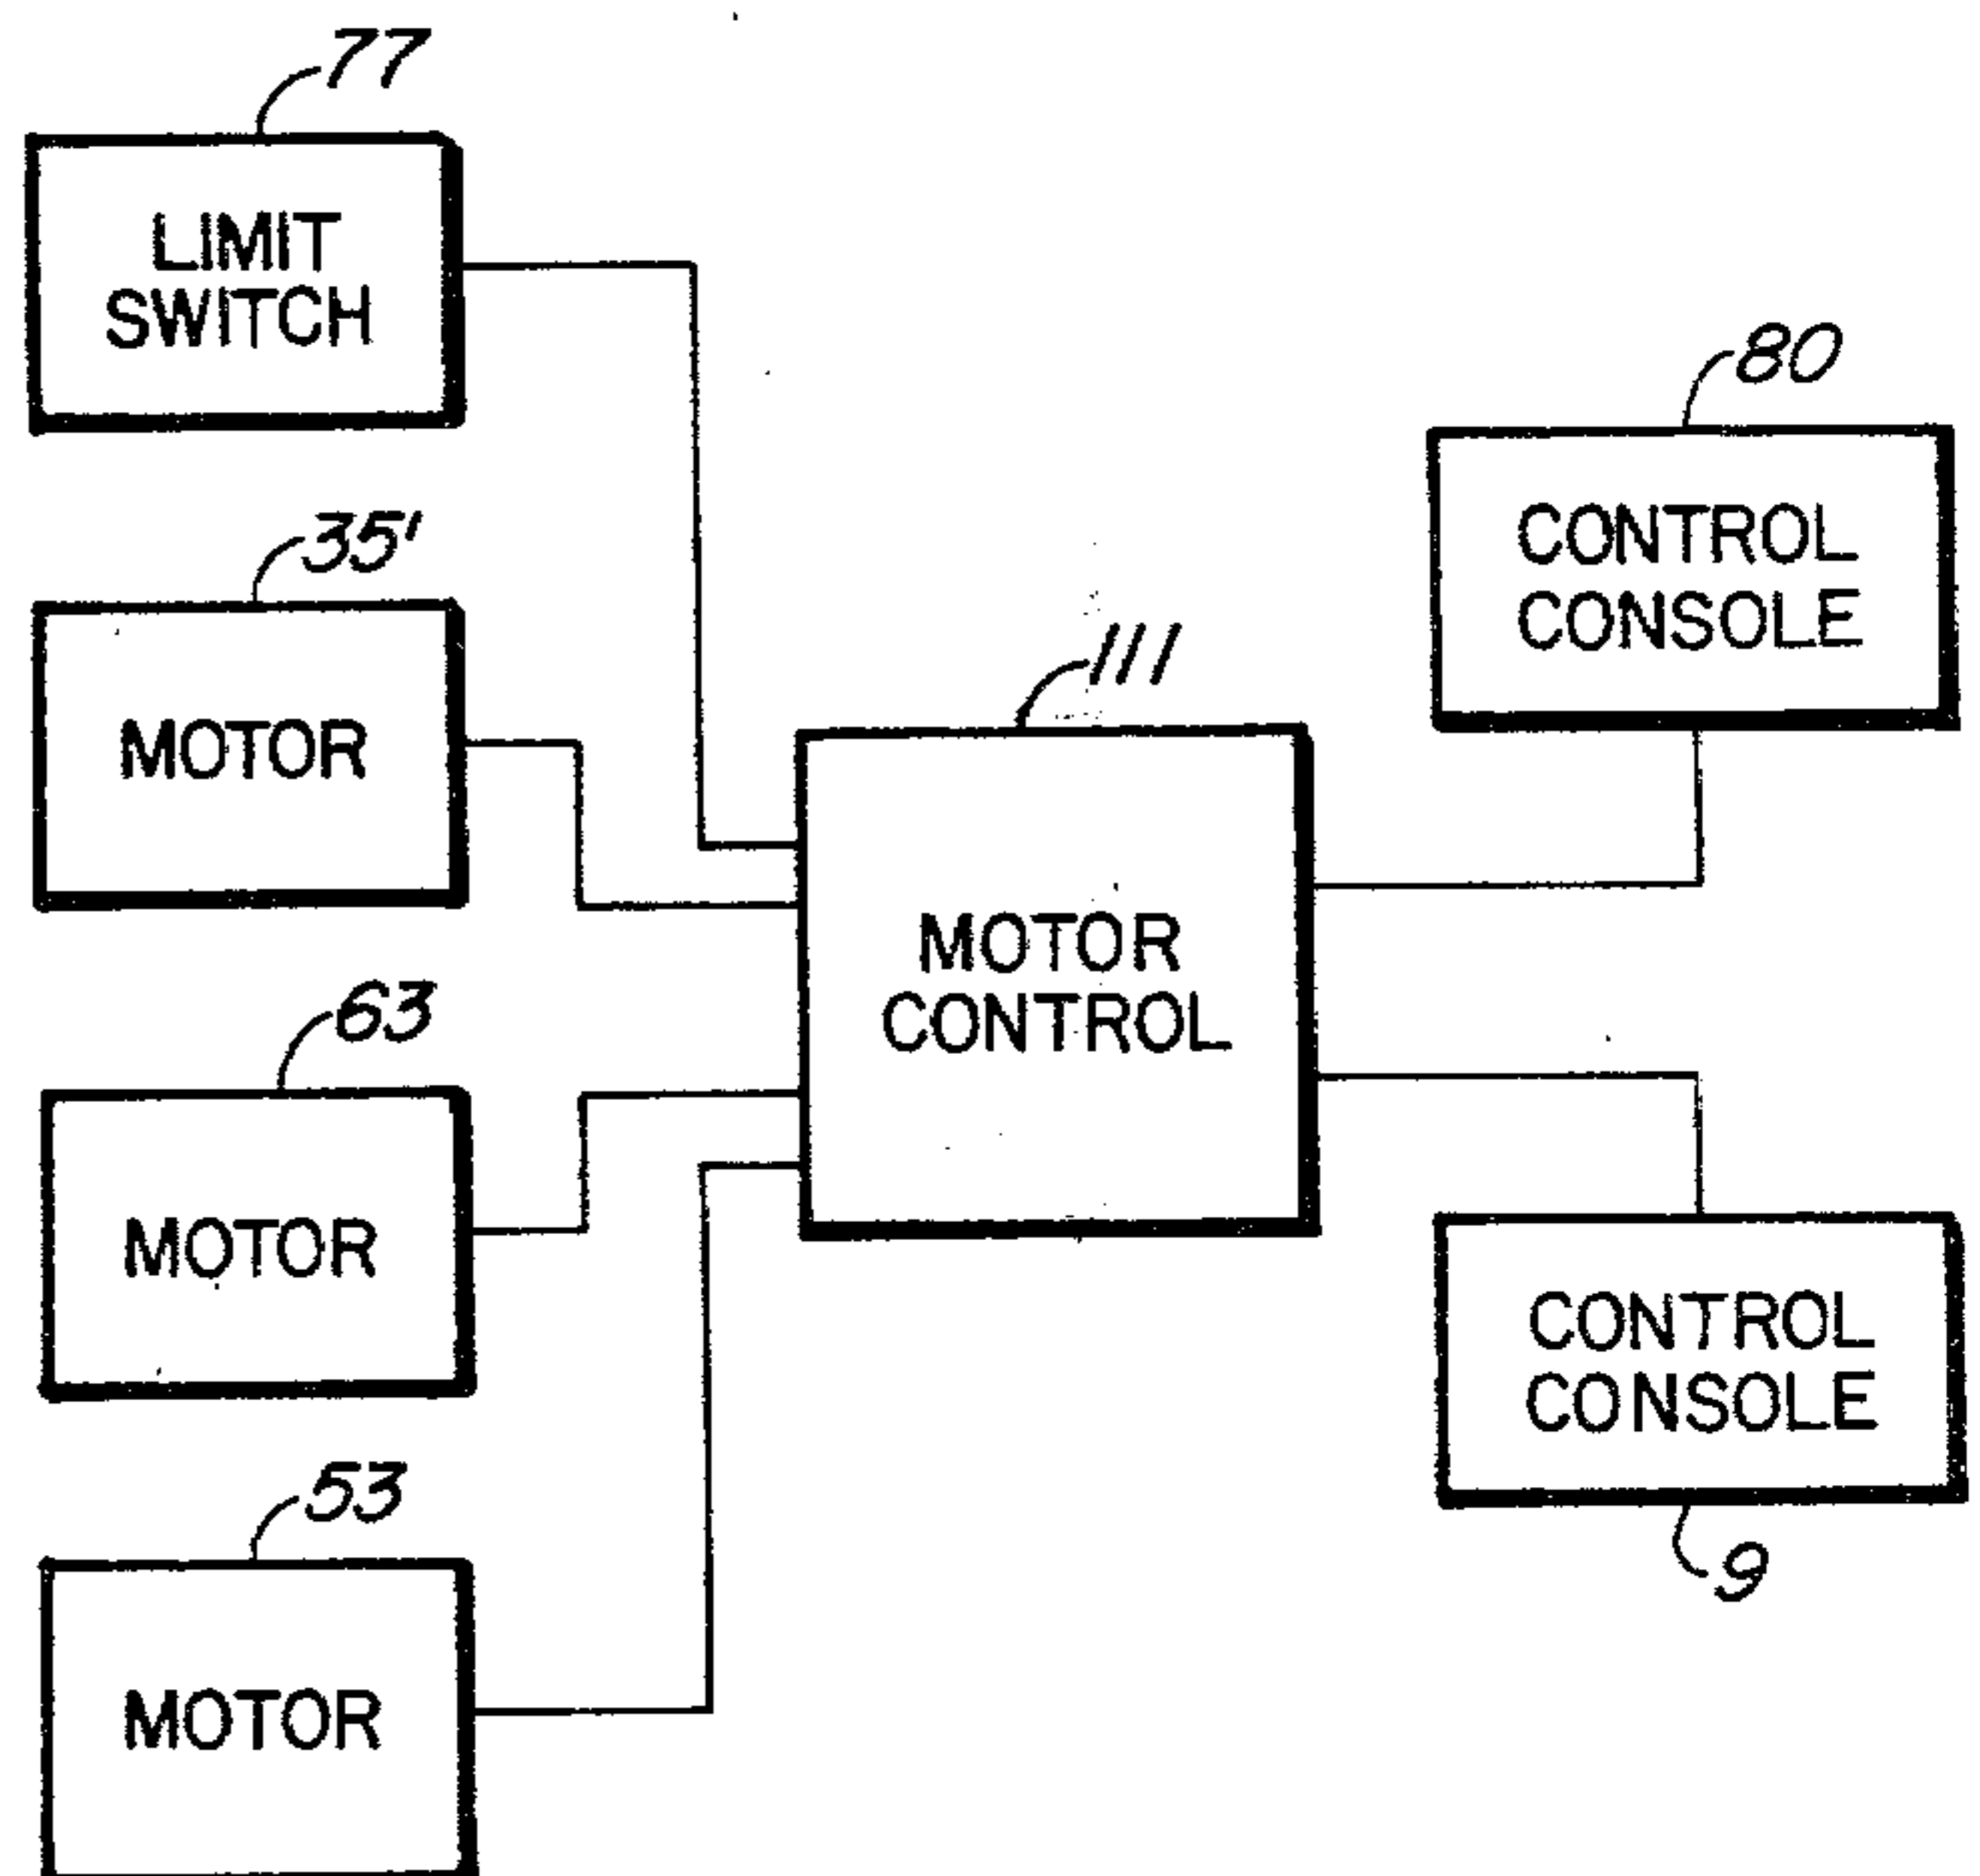 77
LIMIT
SWITCH
80
CONTROL
CONSOLE
35'
MOTOR
111
MOTOR
CONTROL
63
MOTOR
CONTROL
CONSOLE
9
53
MOTOR